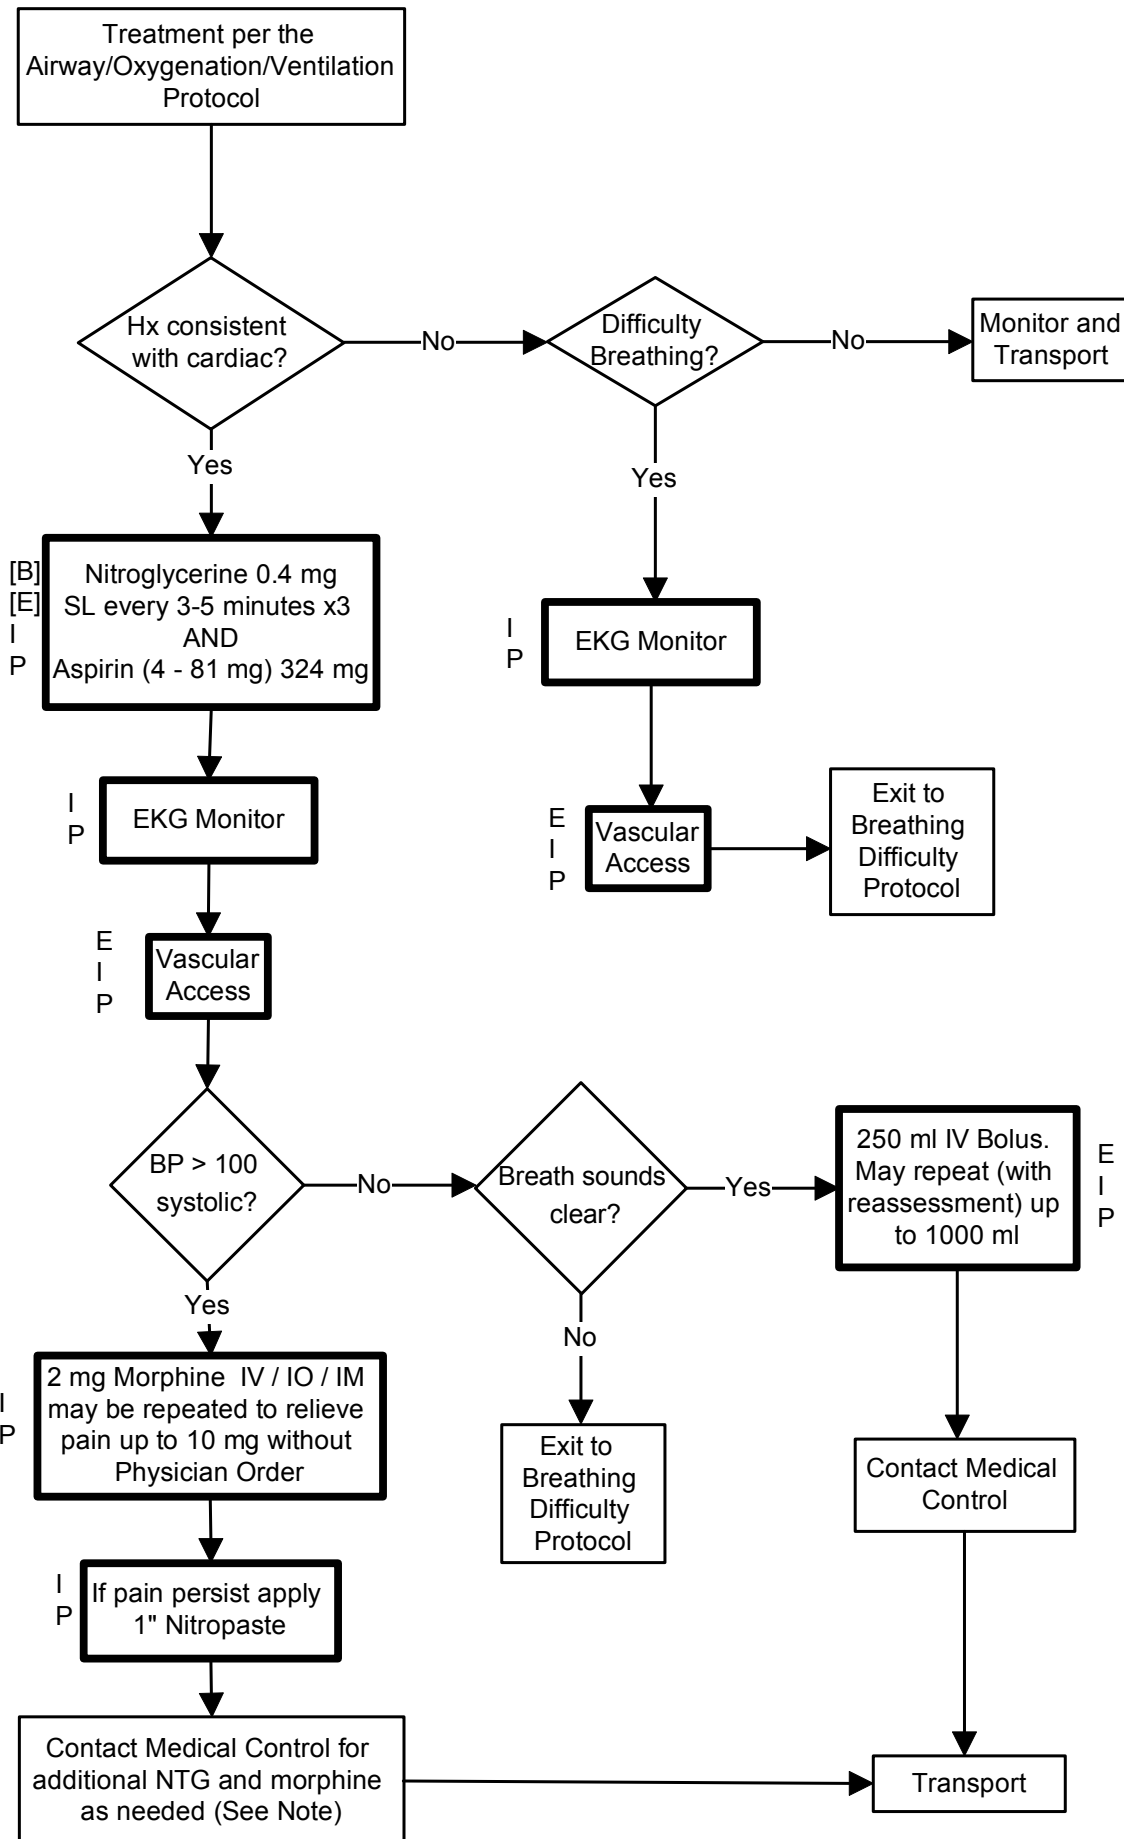 Treatment per the
Airway/Oxygenation/Ventilation
Protocol
Hx consistent
with cardiac?
No
Difficulty
Breathing?
No
Monitor and
Transport
Yes
Yes
[B]
[E]
I
P
Nitroglycerine 0.4 mg
SL every 3-5 minutes x3
AND
Aspirin (4 - 81 mg) 324 mg
I
P
EKG Monitor
I
P
EKG Monitor
E
I
P
Vascular
Access
Exit to
Breathing
Difficulty
Protocol
E
I
P
Vascular
Access
BP > 100
systolic?
No
Breath sounds
clear?
Yes
250 ml IV Bolus.
May repeat (with
reassessment) up
to 1000 ml
E
I
P
Yes
No
I
P
2 mg Morphine IV / IO / IM
may be repeated to relieve
pain up to 10 mg without
Physician Order
Exit to
Breathing
Difficulty
Protocol
Contact Medical
Control
I
P
If pain persist apply
1" Nitropaste
Contact Medical Control for
additional NTG and morphine
as needed (See Note)
Transport